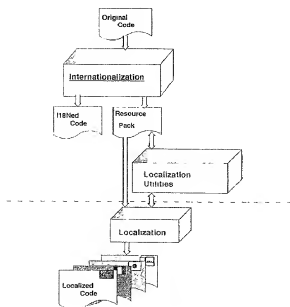 Original
Code
Internationalization
I18Ned
Code
Resource
Pack
Localization
Utilities
Localization
Localized
Code